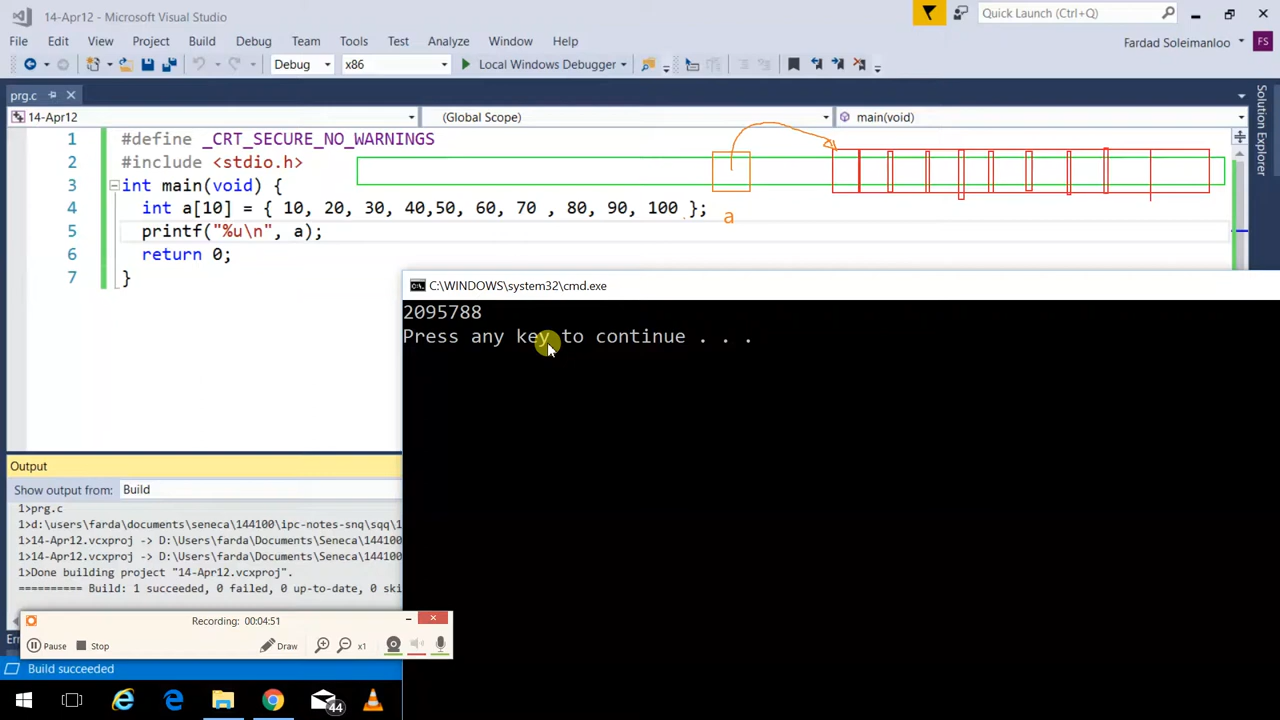 14-Apr12 - Microsoft Visual Studio
Quick Launch (Ctrl+Q)
File Edit View Project Build Debug Team Tools Test Analyze Window Help
Fardad Soleimanloo FS
Debug x86 Local Windows Debugger
prg.c
14-Apr12 (Global Scope) main(void)
Solution Explorer
1 #define _CRT_SECURE_NO_WARNINGS
2 #include <stdio.h>
3 int main(void) {
4 int a[10] = { 10, 20, 30, 40,50, 60, 70 , 80, 90, 100 };
a
5 printf("%u\n", a);
6 return 0;
7 }
C:\WINDOWS\system32\cmd.exe
2095788
Press any key to continue . . .
Output
Show output from: Build
1>prg.c
1>d:\users\farda\documents\seneca\144100\ipc-notes-snq\sqq\1
1>14-Apr12.vcxproj -> D:\Users\farda\Documents\Seneca\144100
1>14-Apr12.vcxproj -> D:\Users\farda\Documents\Seneca\144100
1>Done building project "14-Apr12.vcxproj".
========== Build: 1 succeeded, 0 failed, 0 up-to-date, 0 ski
Recording: 00:04:51
Pause Stop Draw x1
Build succeeded
44